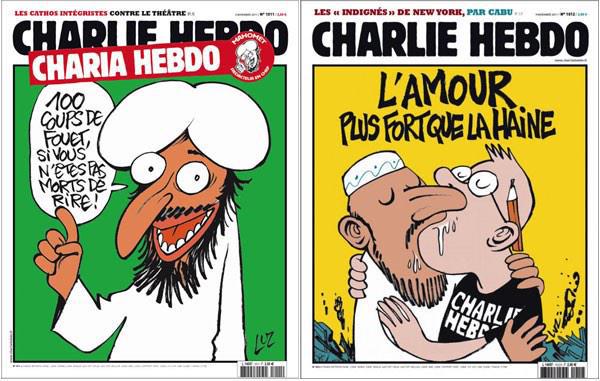 LES CATHOS INTÉGRISTES CONTRE LE THÉÂTRE
N° 1011
CHARLIE HEBDO
CHARIA HEBDO
MAHOMET
RÉDACTEUR EN CHEF
100
COUPS DE
FOUET,
SI VOUS
N'ÊTES PAS
MORTS DE
RIRE!
LUZ
LES « INDIGNÉS » DE NEW YORK, PAR CABU
N° 1012
CHARLIE HEBDO
L'AMOUR
PLUS FORT QUE LA HAINE
CHARLIE
HEBDO